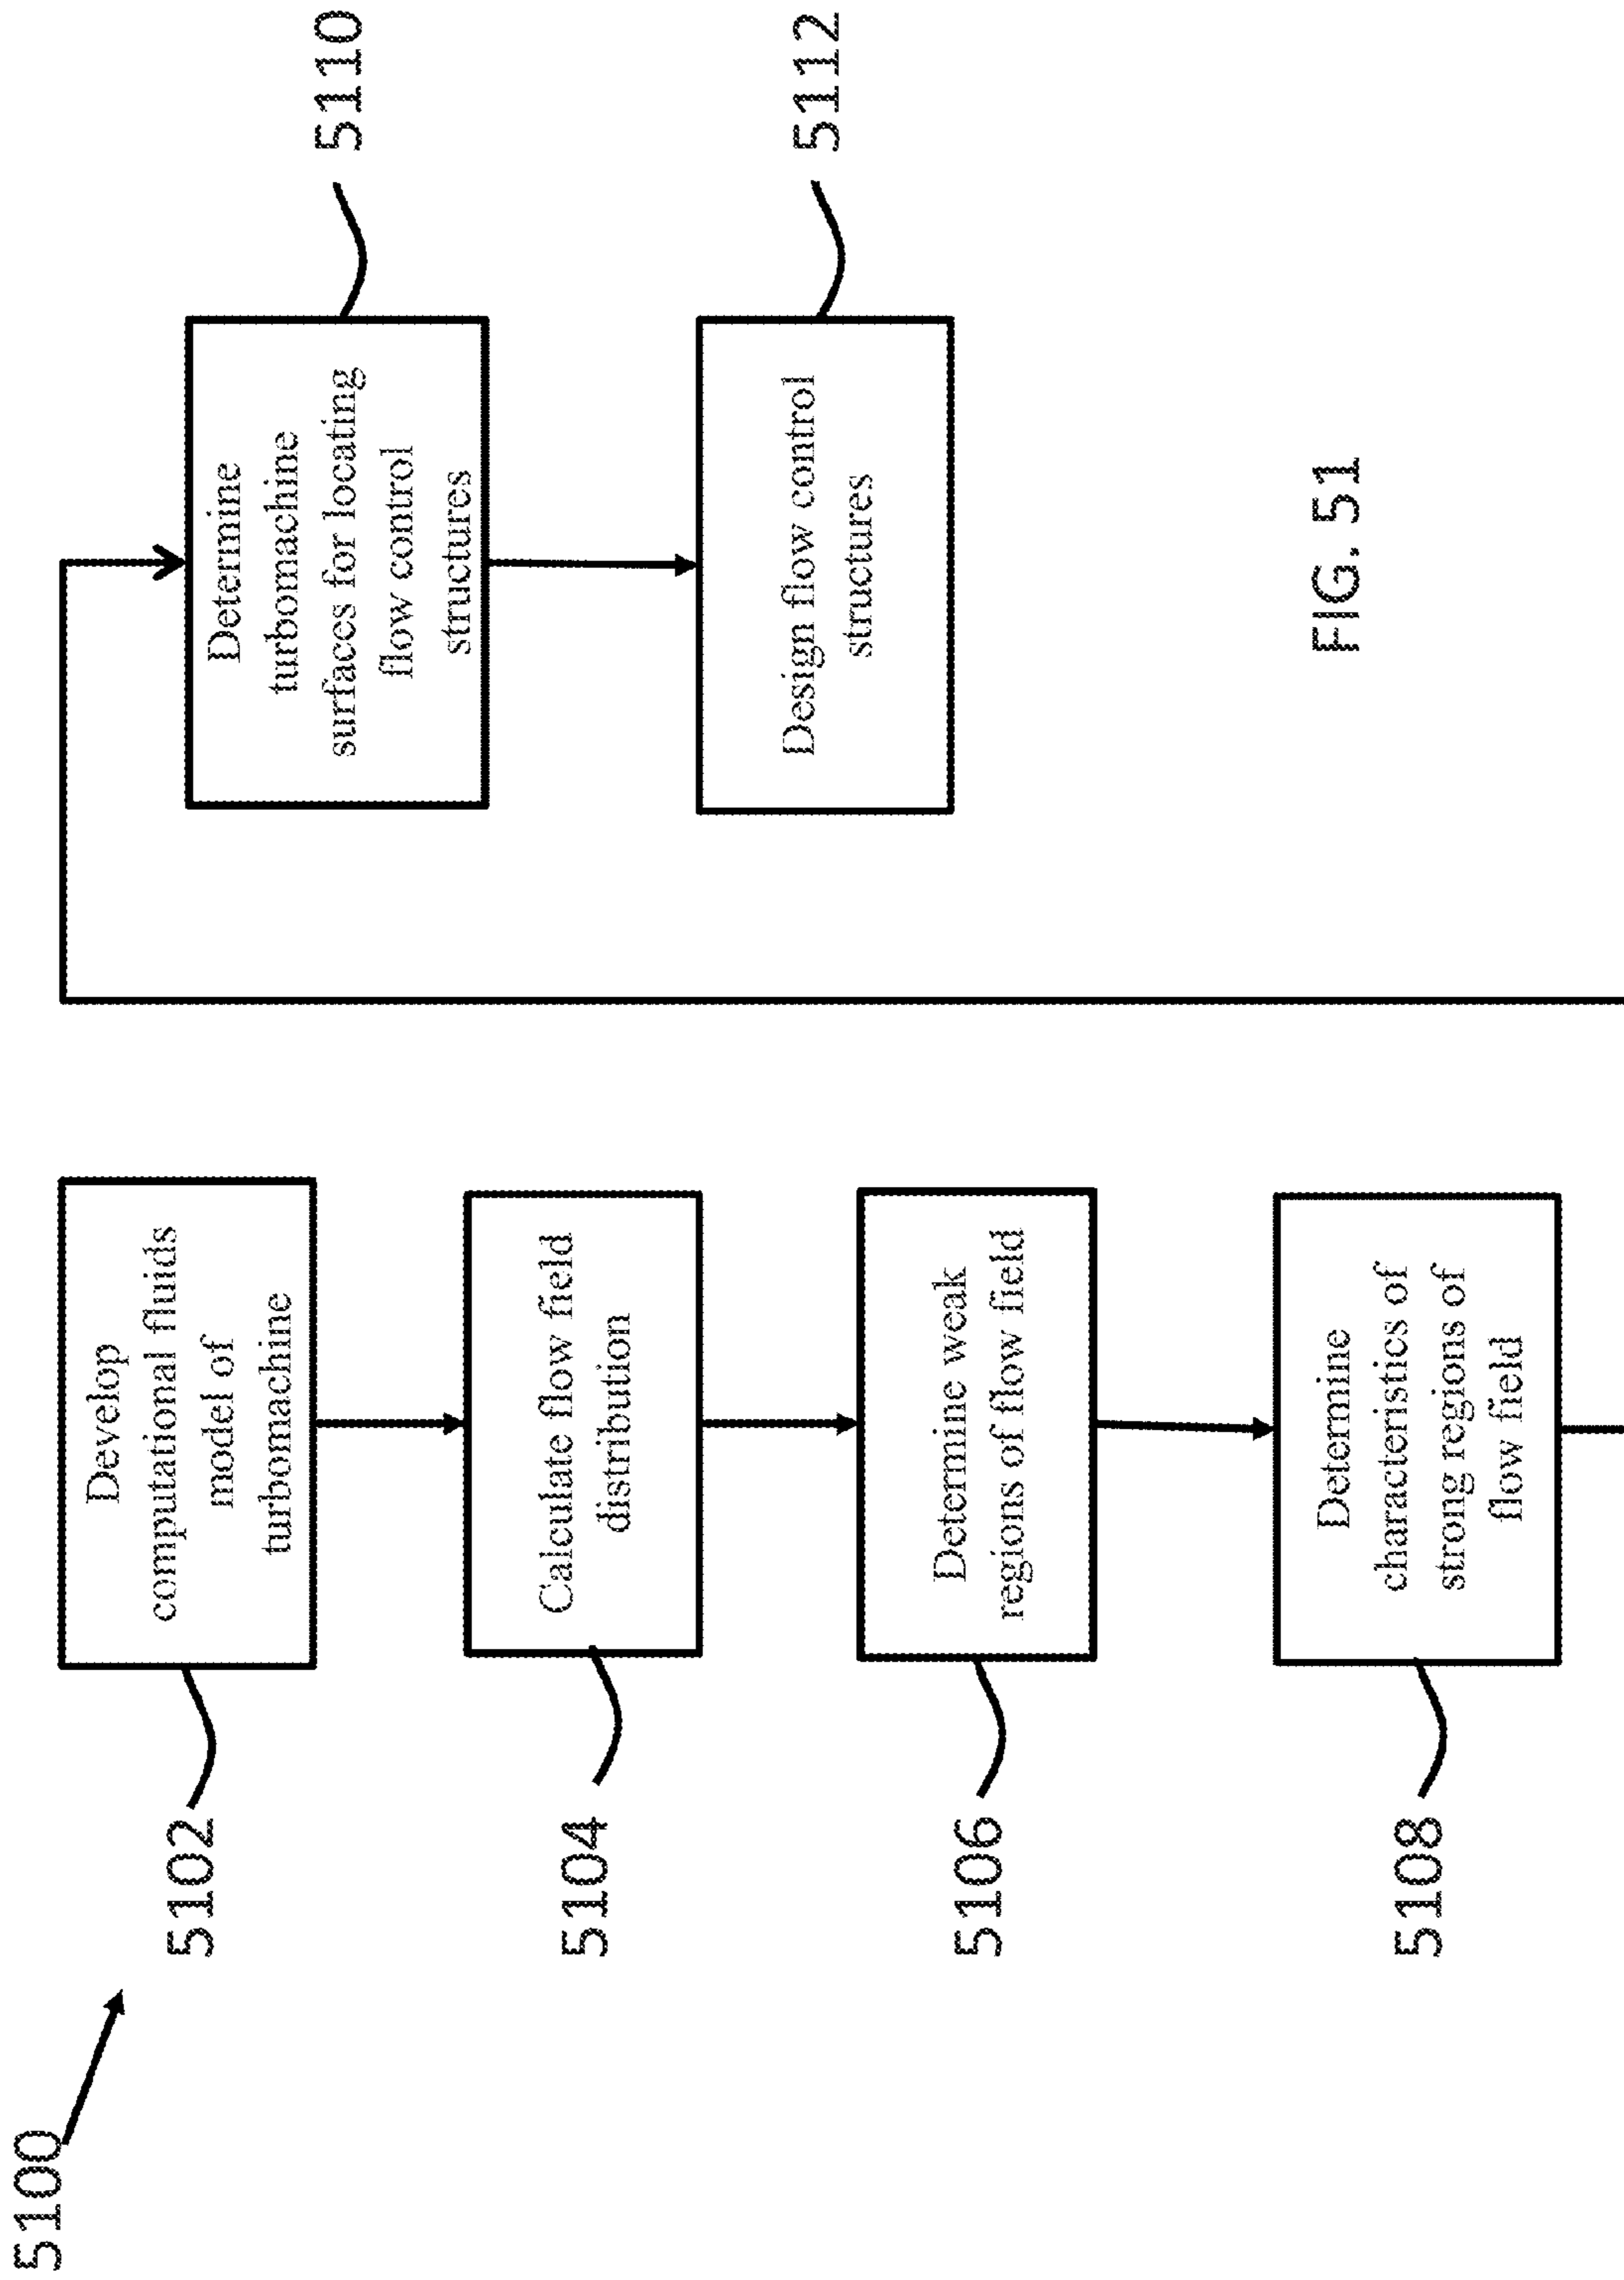 5100
5102
Develop
computational fluids
model of
turbomachine
5104
Calculate flow field
distribution
5106
Determine weak
regions of flow field
5108
Determine
characteristics of
strong regions of
flow field
5110
Determine
turbomachine
surfaces for locating
flow control
structures
5112
Design flow control
structures
FIG. 51